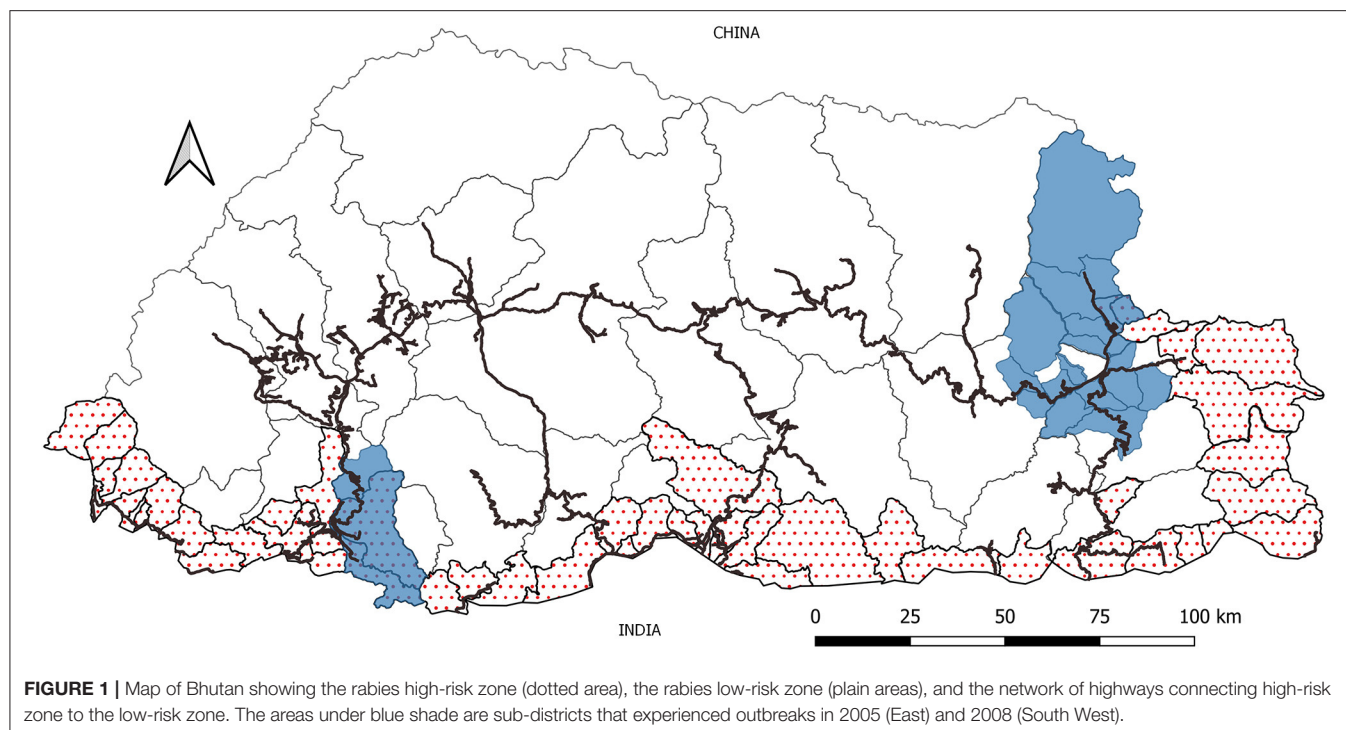 CHINA
INDIA
0 25 50 75 100 km
FIGURE 1 | Map of Bhutan showing the rabies high-risk zone (dotted area), the rabies low-risk zone (plain areas), and the network of highways connecting high-risk
zone to the low-risk zone. The areas under blue shade are sub-districts that experienced outbreaks in 2005 (East) and 2008 (South West).